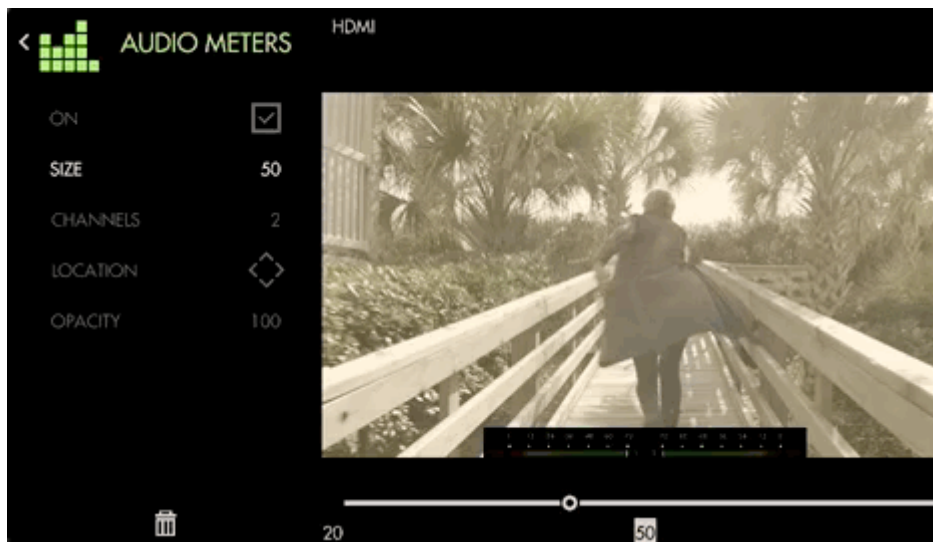 AUDIO METERS
HDMI
ON
SIZE 50
CHANNELS 2
LOCATION
OPACITY 100
20
50